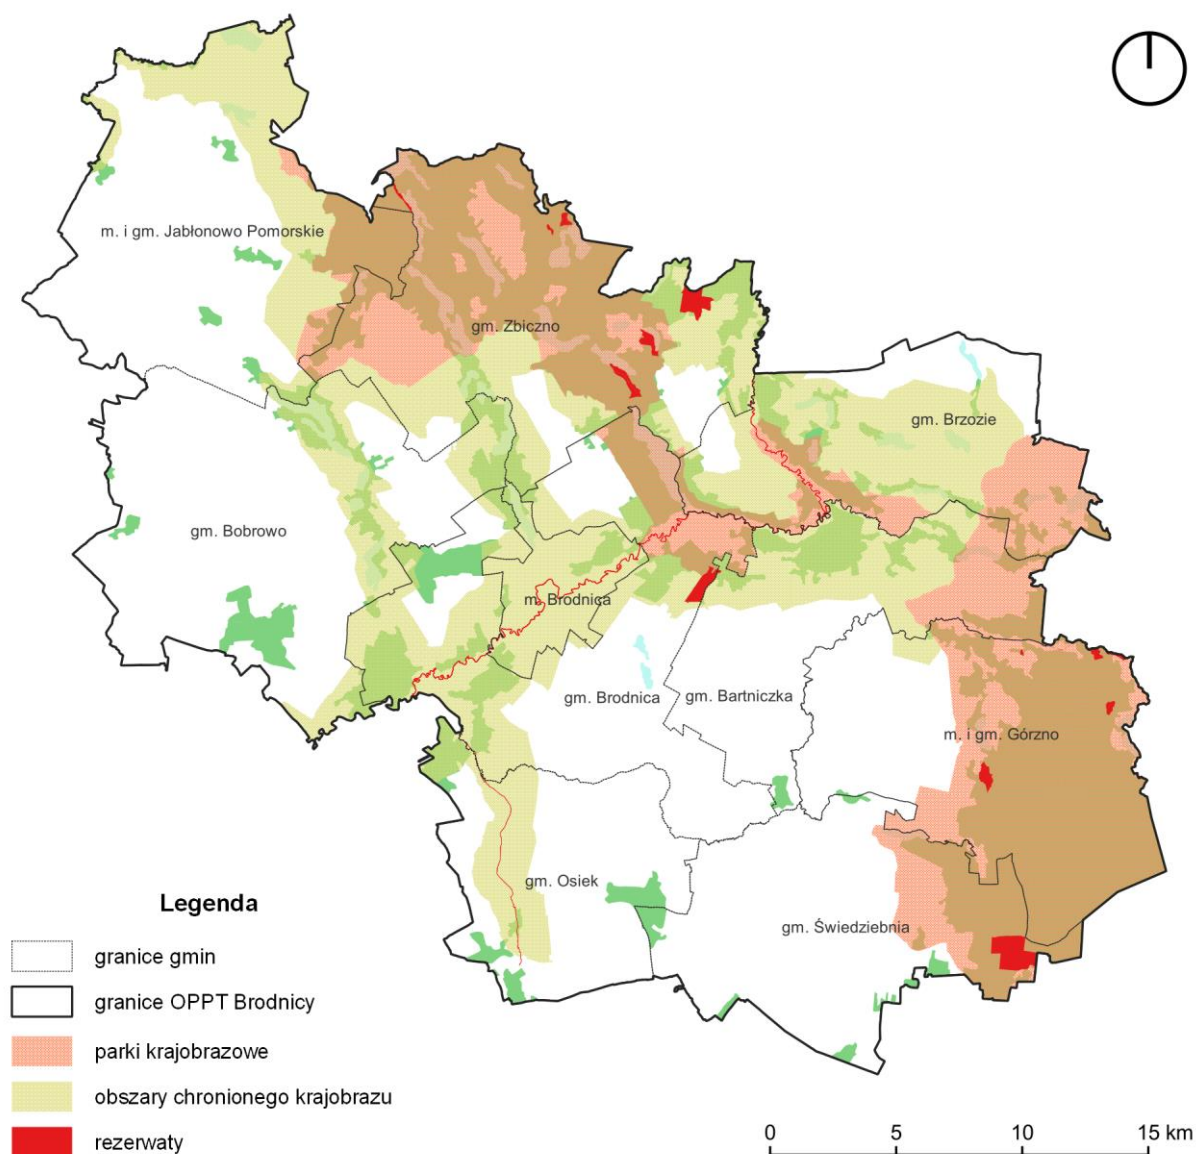 m. i gm. Jabłonowo Pomorskie
gm. Zbiczno
gm. Brzozie
gm. Bobrowo
m. Brodnica
gm. Brodnica
gm. Bartniczka
m. i gm. Górzno
gm. Osiek
gm. Świedziebnia
Legenda
granice gmin
granice OPPT Brodnicy
parki krajobrazowe
obszary chronionego krajobrazu
rezerwaty
0 5 10 15 km